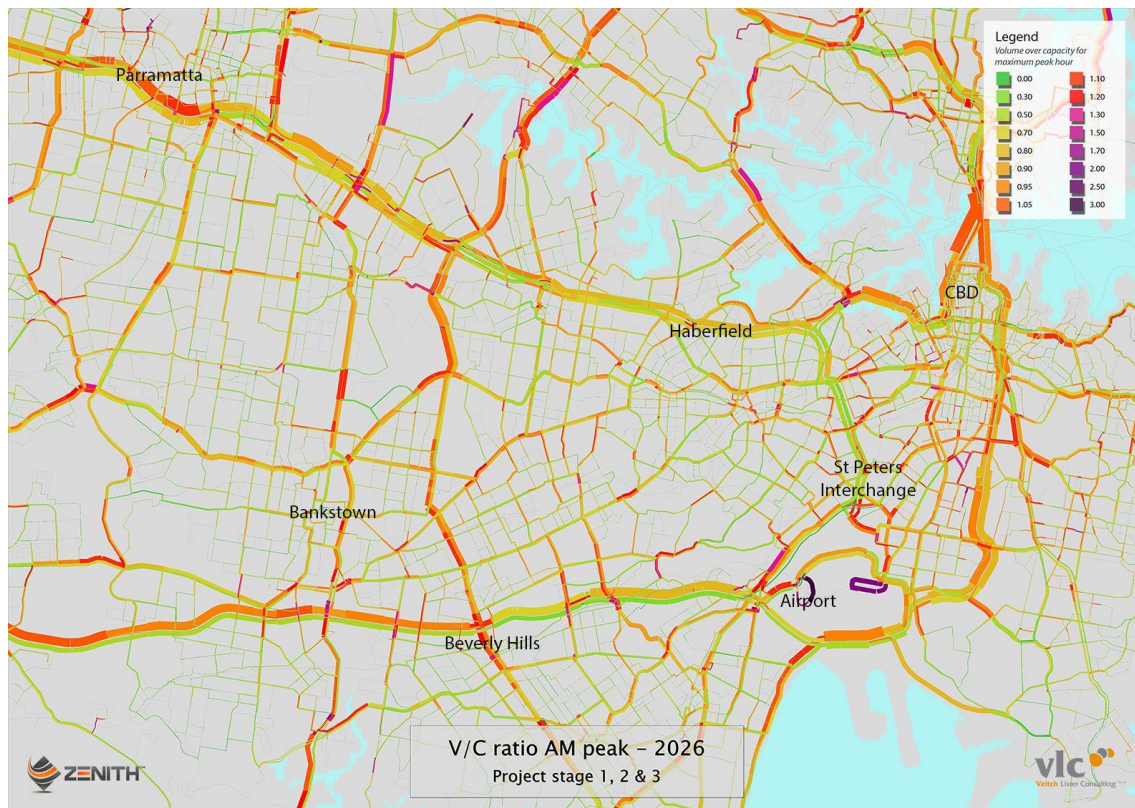 Legend
Volume over capacity for
maximum peak hour
0.00 1.10
0.30 1.20
0.50 1.30
0.70 1.50
0.80 1.70
0.90 2.00
0.95 2.50
1.05 3.00
Parramatta
CBD
Haberfield
St Peters
Interchange
Bankstown
Airport
Beverly Hills
V/C ratio AM peak – 2026
Project stage 1, 2 & 3
ZENITH™
vlc
Veitch Lister Consulting